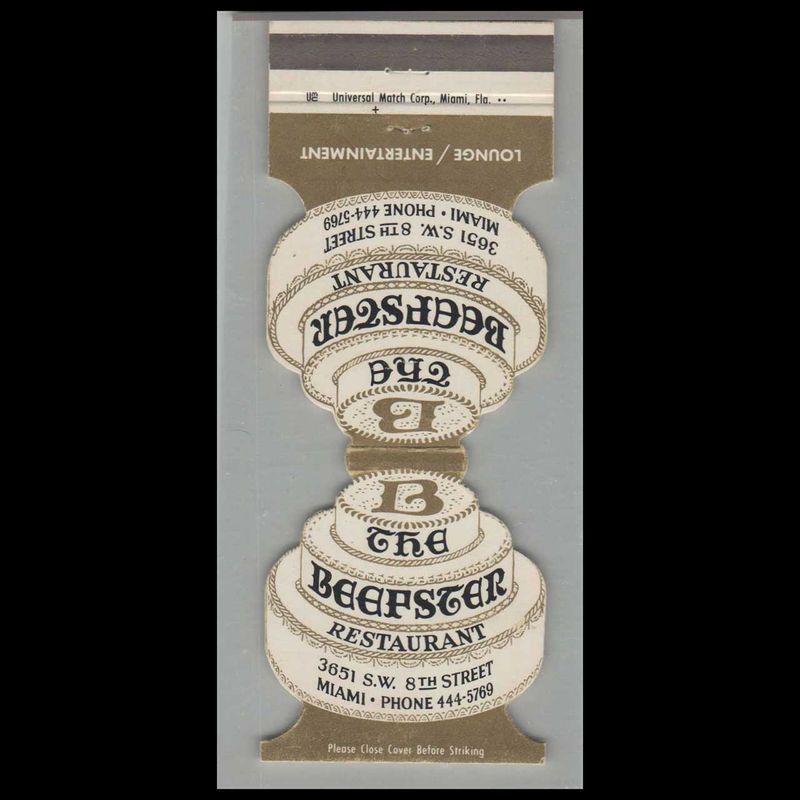 UB Universal Match Corp., Miami, Fla. ··
+
LOUNGE / ENTERTAINMENT
3651 S.W. 8TH STREET
MIAMI • PHONE 444-5769
RESTAURANT
BEEFSTER
THE
B
B
THE
BEEFSTER
RESTAURANT
3651 S.W. 8TH STREET
MIAMI • PHONE 444-5769
Please Close Cover Before Striking